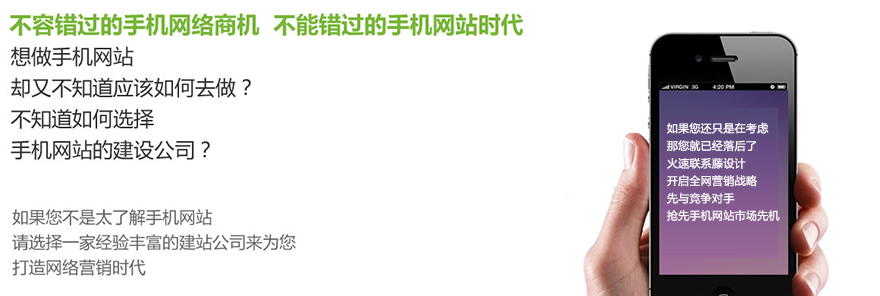 不容错过的手机网络商机 不能错过的手机网站时代
想做手机网站
却又不知道应该如何去做？
不知道如何选择
手机网站的建设公司？
如果您不是太了解手机网站
请选择一家经验丰富的建站公司来为您
打造网络营销时代
VIRGIN 3G 4:20 PM
如果您还只是在考虑
那您就已经落后了
火速联系藤设计
开启全网营销战略
先与竞争对手
抢先手机网站市场先机